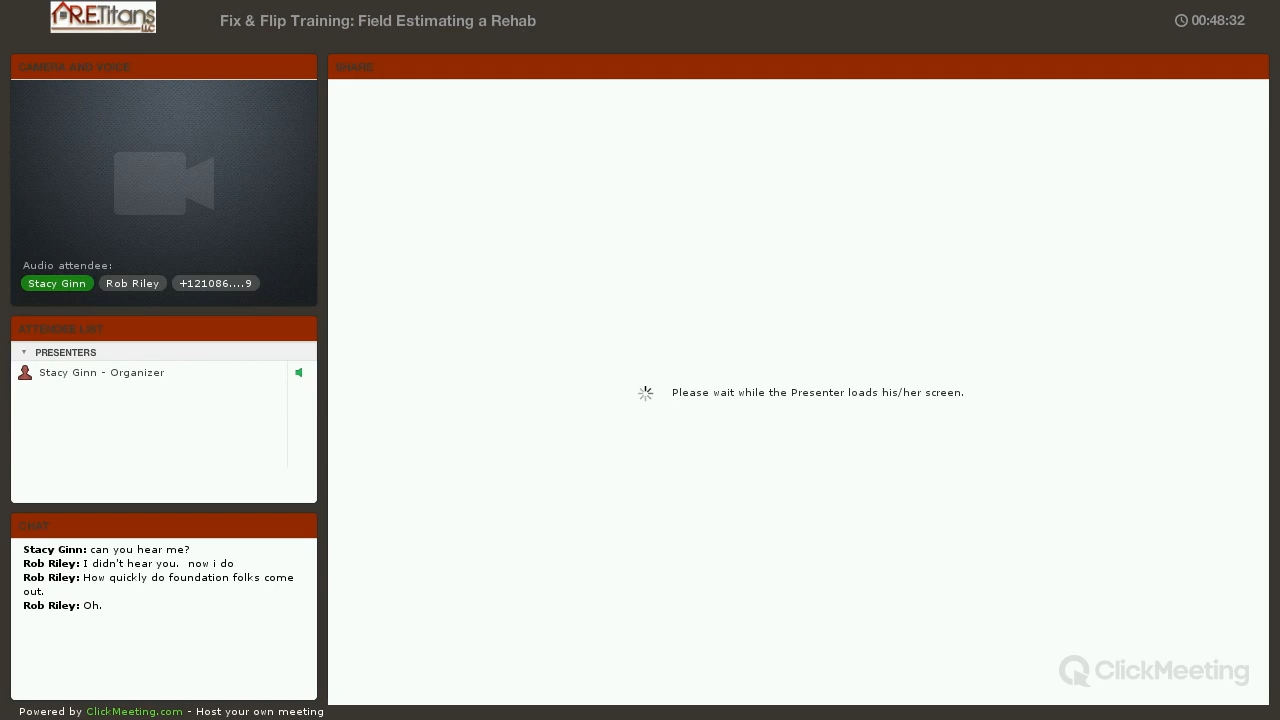 R.E.Titans
LLC
Fix & Flip Training: Field Estimating a Rehab
00:48:32
CAMERA AND VOICE
SHARE
Audio attendee:
Stacy Ginn
Rob Riley
+121086....9
ATTENDEE LIST
PRESENTERS
Stacy Ginn - Organizer
Please wait while the Presenter loads his/her screen.
CHAT
Stacy Ginn: can you hear me?
Rob Riley: I didn't hear you. now i do
Rob Riley: How quickly do foundation folks come
out.
Rob Riley: Oh.
ClickMeeting
Powered by ClickMeeting.com - Host your own meeting